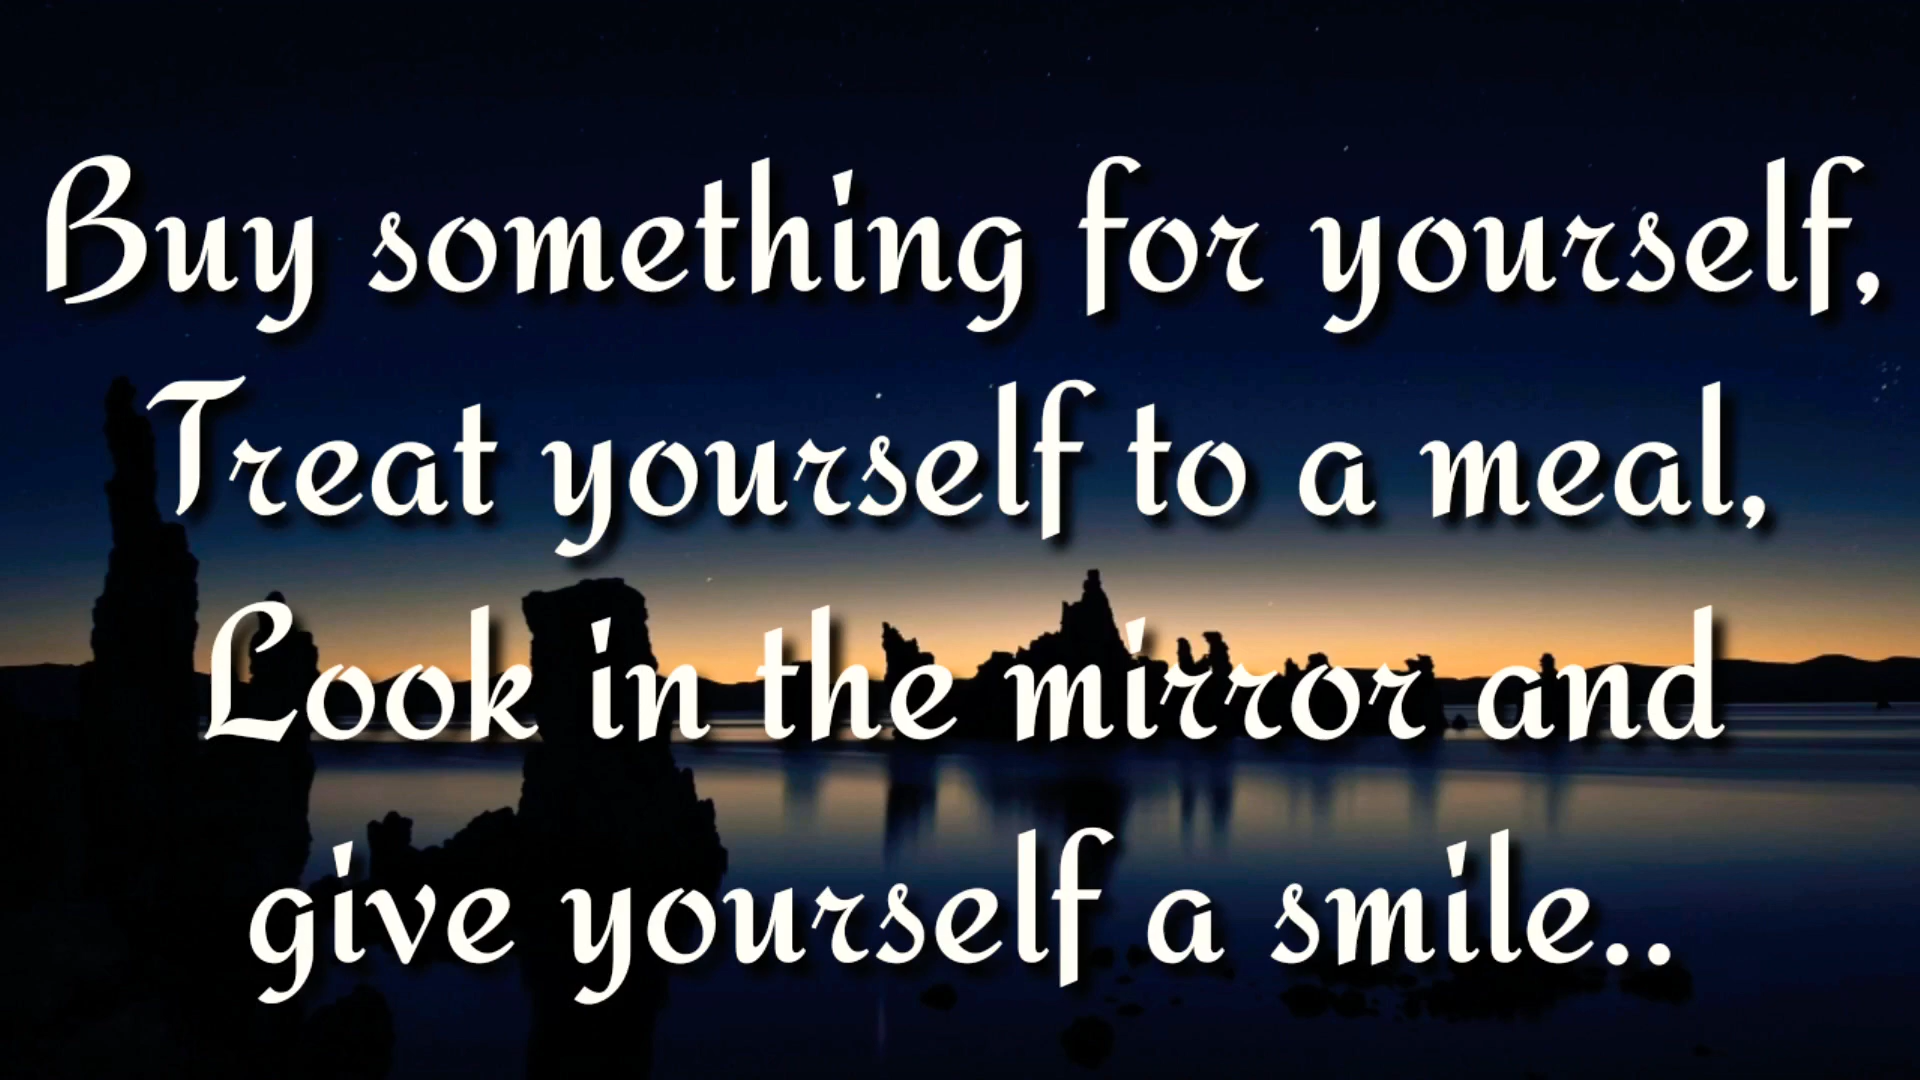 Buy something for yourself,
Treat yourself to a meal,
Look in the mirror and
give yourself a smile..